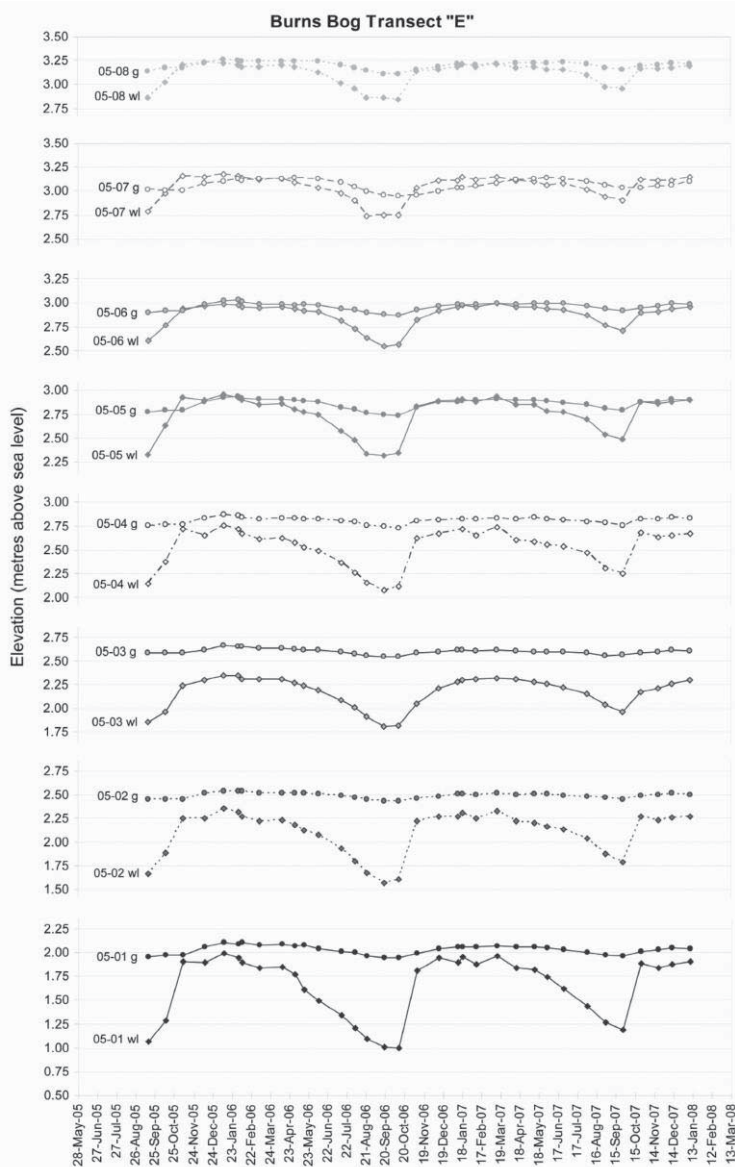 Burns Bog Transect "E"
Elevation (metres above sea level)
3.50
3.25
3.00
2.75
05-08 g
05-08 wl
3.50
3.25
3.00
2.75
2.50
05-07 g
05-07 wl
3.25
3.00
2.75
2.50
05-06 g
05-06 wl
3.00
2.75
2.50
2.25
05-05 g
05-05 wl
3.00
2.75
2.50
2.25
2.00
05-04 g
05-04 wl
2.75
2.50
2.25
2.00
1.75
05-03 g
05-03 wl
2.75
2.50
2.25
2.00
1.75
1.50
05-02 g
05-02 wl
2.25
2.00
1.75
1.50
1.25
1.00
0.75
0.50
05-01 g
05-01 wl
28-May-05
27-Jun-05
27-Jul-05
26-Aug-05
25-Sep-05
25-Oct-05
24-Nov-05
24-Dec-05
23-Jan-06
22-Feb-06
24-Mar-06
23-Apr-06
23-May-06
22-Jun-06
22-Jul-06
21-Aug-06
20-Sep-06
20-Oct-06
19-Nov-06
19-Dec-06
18-Jan-07
17-Feb-07
19-Mar-07
18-Apr-07
18-May-07
17-Jun-07
17-Jul-07
16-Aug-07
15-Sep-07
15-Oct-07
14-Nov-07
14-Dec-07
13-Jan-08
12-Feb-08
13-Mar-08